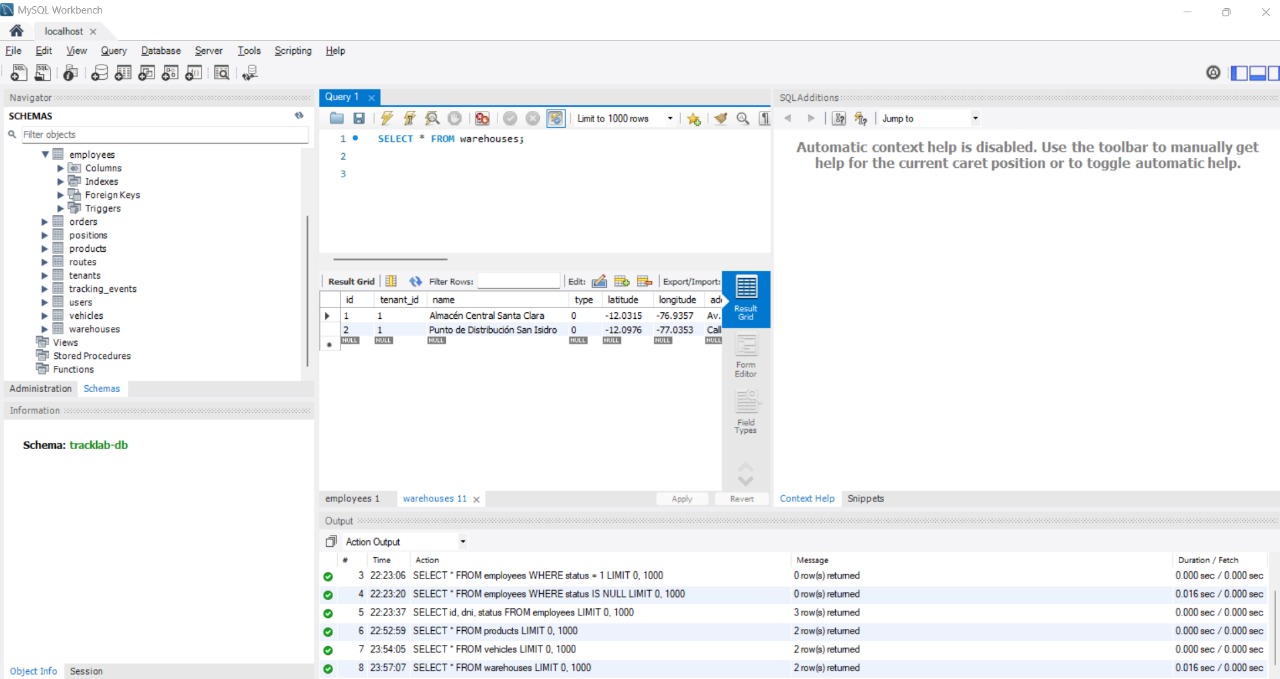 MySQL Workbench
localhost
File Edit View Query Database Server Tools Scripting Help
Navigator
SCHEMAS
Filter objects
employees
Columns
Indexes
Foreign Keys
Triggers
orders
positions
products
routes
tenants
tracking_events
users
vehicles
warehouses
Views
Stored Procedures
Functions
Administration Schemas
Information
Schema: tracklab-db
Object Info Session
Query 1
Limit to 1000 rows
1 SELECT * FROM warehouses;
2
3
Result Grid Filter Rows: Edit: Export/Import:
id tenant_id name type latitude longitude
1 1 Almacén Central Santa Clara 0 -12.0315 -76.9357 Av.
2 1 Punto de Distribución San Isidro 0 -12.0976 -77.0353 Call
NULL NULL NULL NULL NULL NULL NULL
Result
Grid
Form
Editor
Field
Types
employees 1 warehouses 11 Apply Revert
SQLAdditions
Jump to
Automatic context help is disabled. Use the toolbar to manually get
help for the current caret position or to toggle automatic help.
Context Help Snippets
Output
Action Output
# Time Action Message Duration / Fetch
3 22:23:06 SELECT * FROM employees WHERE status = 1 LIMIT 0, 1000 0 row(s) returned 0.000 sec / 0.000 sec
4 22:23:20 SELECT * FROM employees WHERE status IS NULL LIMIT 0, 1000 0 row(s) returned 0.016 sec / 0.000 sec
5 22:23:37 SELECT id, dni, status FROM employees LIMIT 0, 1000 3 row(s) returned 0.000 sec / 0.000 sec
6 22:52:59 SELECT * FROM products LIMIT 0, 1000 2 row(s) returned 0.000 sec / 0.000 sec
7 23:54:05 SELECT * FROM vehicles LIMIT 0, 1000 2 row(s) returned 0.000 sec / 0.000 sec
8 23:57:07 SELECT * FROM warehouses LIMIT 0, 1000 2 row(s) returned 0.016 sec / 0.000 sec